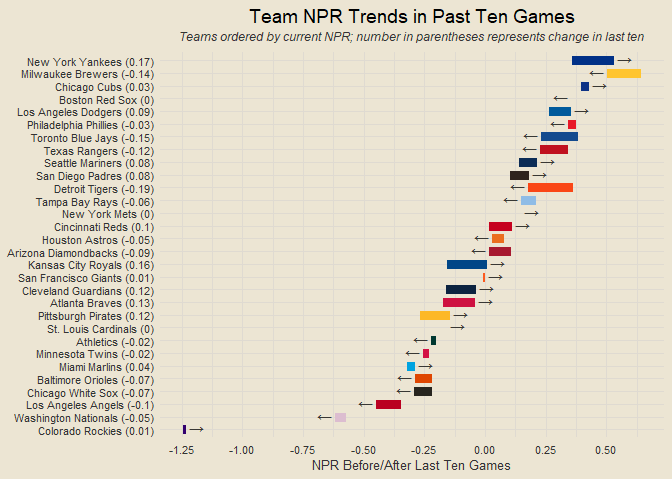 Team NPR Trends in Past Ten Games
Teams ordered by current NPR; number in parentheses represents change in last ten
New York Yankees (0.17)
Milwaukee Brewers (-0.14)
Chicago Cubs (0.03)
Boston Red Sox (0)
Los Angeles Dodgers (0.09)
Philadelphia Phillies (-0.03)
Toronto Blue Jays (-0.15)
Texas Rangers (-0.12)
Seattle Mariners (0.08)
San Diego Padres (0.08)
Detroit Tigers (-0.19)
Tampa Bay Rays (-0.06)
New York Mets (0)
Cincinnati Reds (0.1)
Houston Astros (-0.05)
Arizona Diamondbacks (-0.09)
Kansas City Royals (0.16)
San Francisco Giants (0.01)
Cleveland Guardians (0.12)
Atlanta Braves (0.13)
Pittsburgh Pirates (0.12)
St. Louis Cardinals (0)
Athletics (-0.02)
Minnesota Twins (-0.02)
Miami Marlins (0.04)
Baltimore Orioles (-0.07)
Chicago White Sox (-0.07)
Los Angeles Angels (-0.1)
Washington Nationals (-0.05)
Colorado Rockies (0.01)
-1.25 -1.00 -0.75 -0.50 -0.25 0.00 0.25 0.50
NPR Before/After Last Ten Games